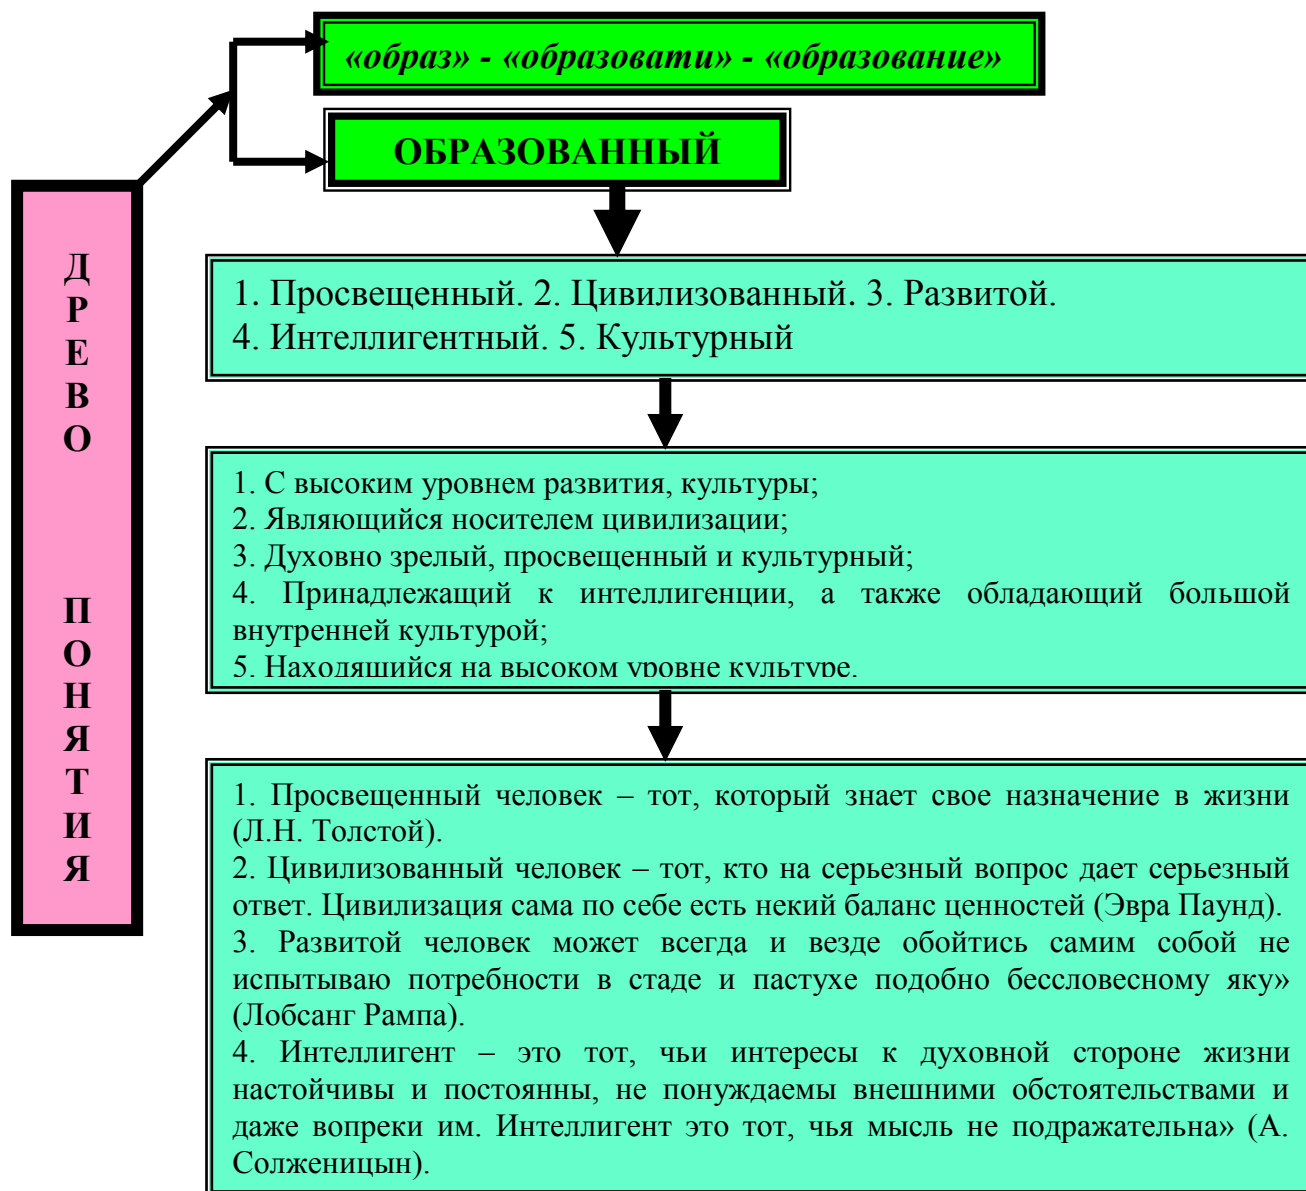 «образ» - «образовати» - «образование»
ОБРАЗОВАННЫЙ
Д
Р
Е
В
О
П
О
Н
Я
Т
И
Я
1. Просвещенный. 2. Цивилизованный. 3. Развитой.
4. Интеллигентный. 5. Культурный
1. С высоким уровнем развития, культуры;
2. Являющийся носителем цивилизации;
3. Духовно зрелый, просвещенный и культурный;
4. Принадлежащий к интеллигенции, а также обладающий большой
внутренней культурой;
5. Находящийся на высоком уровне культуре.
1. Просвещенный человек – тот, который знает свое назначение в жизни
(Л.Н. Толстой).
2. Цивилизованный человек – тот, кто на серьезный вопрос дает серьезный
ответ. Цивилизация сама по себе есть некий баланс ценностей (Эвра Паунд).
3. Развитой человек может всегда и везде обойтись самим собой не
испытываю потребности в стаде и пастухе подобно бессловесному яку»
(Лобсанг Рампа).
4. Интеллигент – это тот, чьи интересы к духовной стороне жизни
настойчивы и постоянны, не понуждаемы внешними обстоятельствами и
даже вопреки им. Интеллигент это тот, чья мысль не подражательна» (А.
Солженицын).